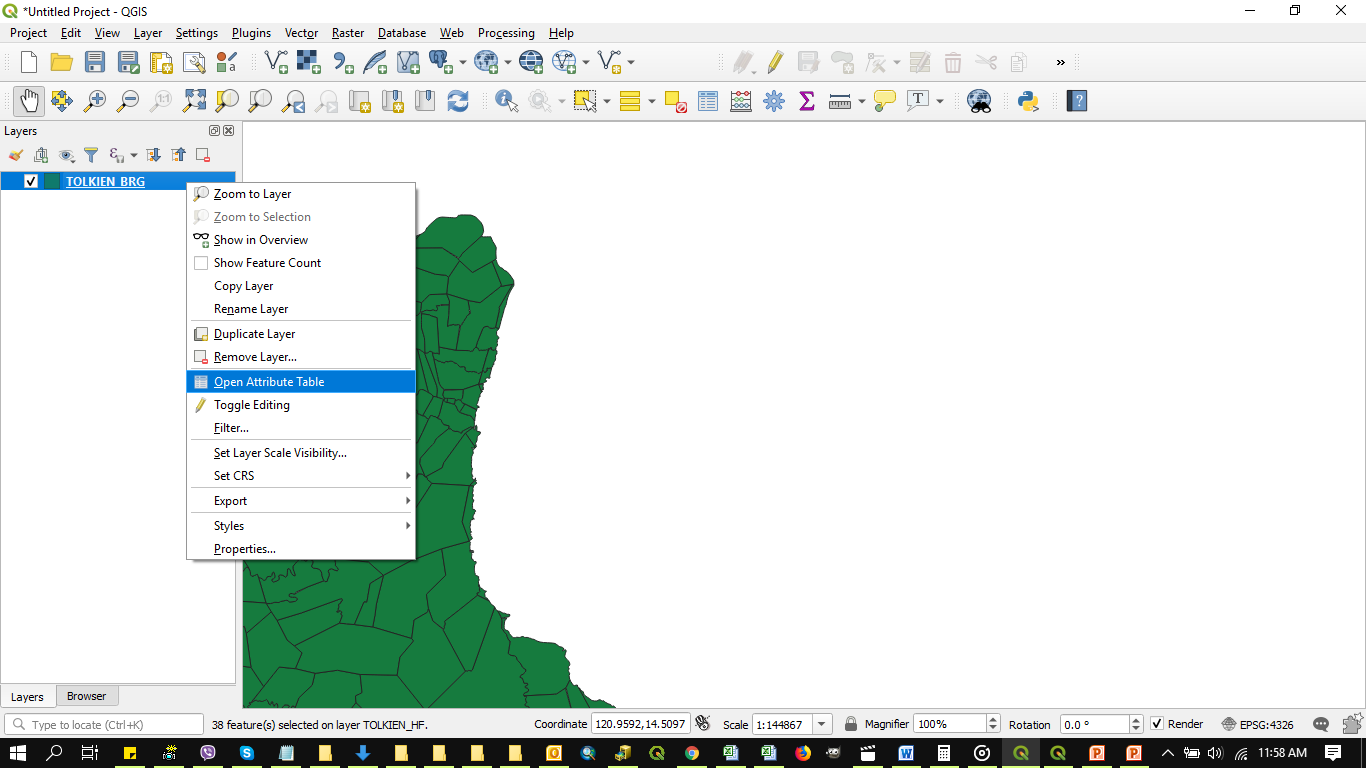 *Untitled Project - QGIS
Project Edit View Layer Settings Plugins Vector Raster Database Web Processing Help
Layers
TOLKIEN_BRG
Zoom to Layer
Zoom to Selection
Show in Overview
Show Feature Count
Copy Layer
Rename Layer
Duplicate Layer
Remove Layer...
Open Attribute Table
Toggle Editing
Filter...
Set Layer Scale Visibility...
Set CRS
Export
Styles
Properties...
Layers Browser
Type to locate (Ctrl+K) 38 feature(s) selected on layer TOLKIEN_HF. Coordinate 120.9592,14.5097 Scale 1:144867 Magnifier 100% Rotation 0.0 ° Render EPSG:4326
11:58 AM